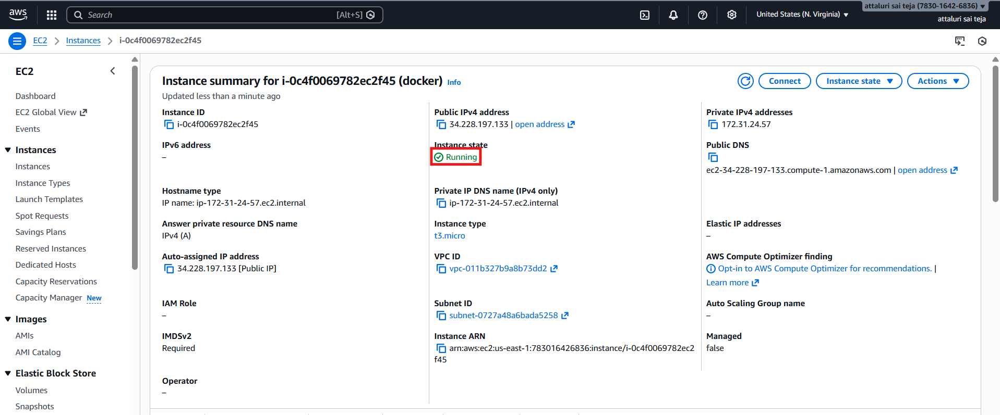 aws
Search [Alt+S]
United States (N. Virginia)
attaluri sai teja (7830-1642-6836)
attaluri sai teja
EC2 Instances i-0c4f0069782ec2f45
EC2
Dashboard
EC2 Global View
Events
Instances
Instances
Instance Types
Launch Templates
Spot Requests
Savings Plans
Reserved Instances
Dedicated Hosts
Capacity Reservations
Capacity Manager New
Images
AMIs
AMI Catalog
Elastic Block Store
Volumes
Snapshots
Instance summary for i-0c4f0069782ec2f45 (docker) Info
Updated less than a minute ago
Connect Instance state Actions
Instance ID
i-0c4f0069782ec2f45
Public IPv4 address
34.228.197.133 | open address
Private IPv4 addresses
172.31.24.57
IPv6 address
–
Instance state
Running
Public DNS
ec2-34-228-197-133.compute-1.amazonaws.com | open address
Hostname type
IP name: ip-172-31-24-57.ec2.internal
Private IP DNS name (IPv4 only)
ip-172-31-24-57.ec2.internal
Answer private resource DNS name
IPv4 (A)
Instance type
t3.micro
Elastic IP addresses
–
Auto-assigned IP address
34.228.197.133 [Public IP]
VPC ID
vpc-011b327b9a8b73dd2
AWS Compute Optimizer finding
Opt-in to AWS Compute Optimizer for recommendations. |
Learn more
IAM Role
–
Subnet ID
subnet-0727a48a6bada5258
Auto Scaling Group name
–
IMDSv2
Required
Instance ARN
arn:aws:ec2:us-east-1:783016426836:instance/i-0c4f0069782ec2
f45
Managed
false
Operator
–